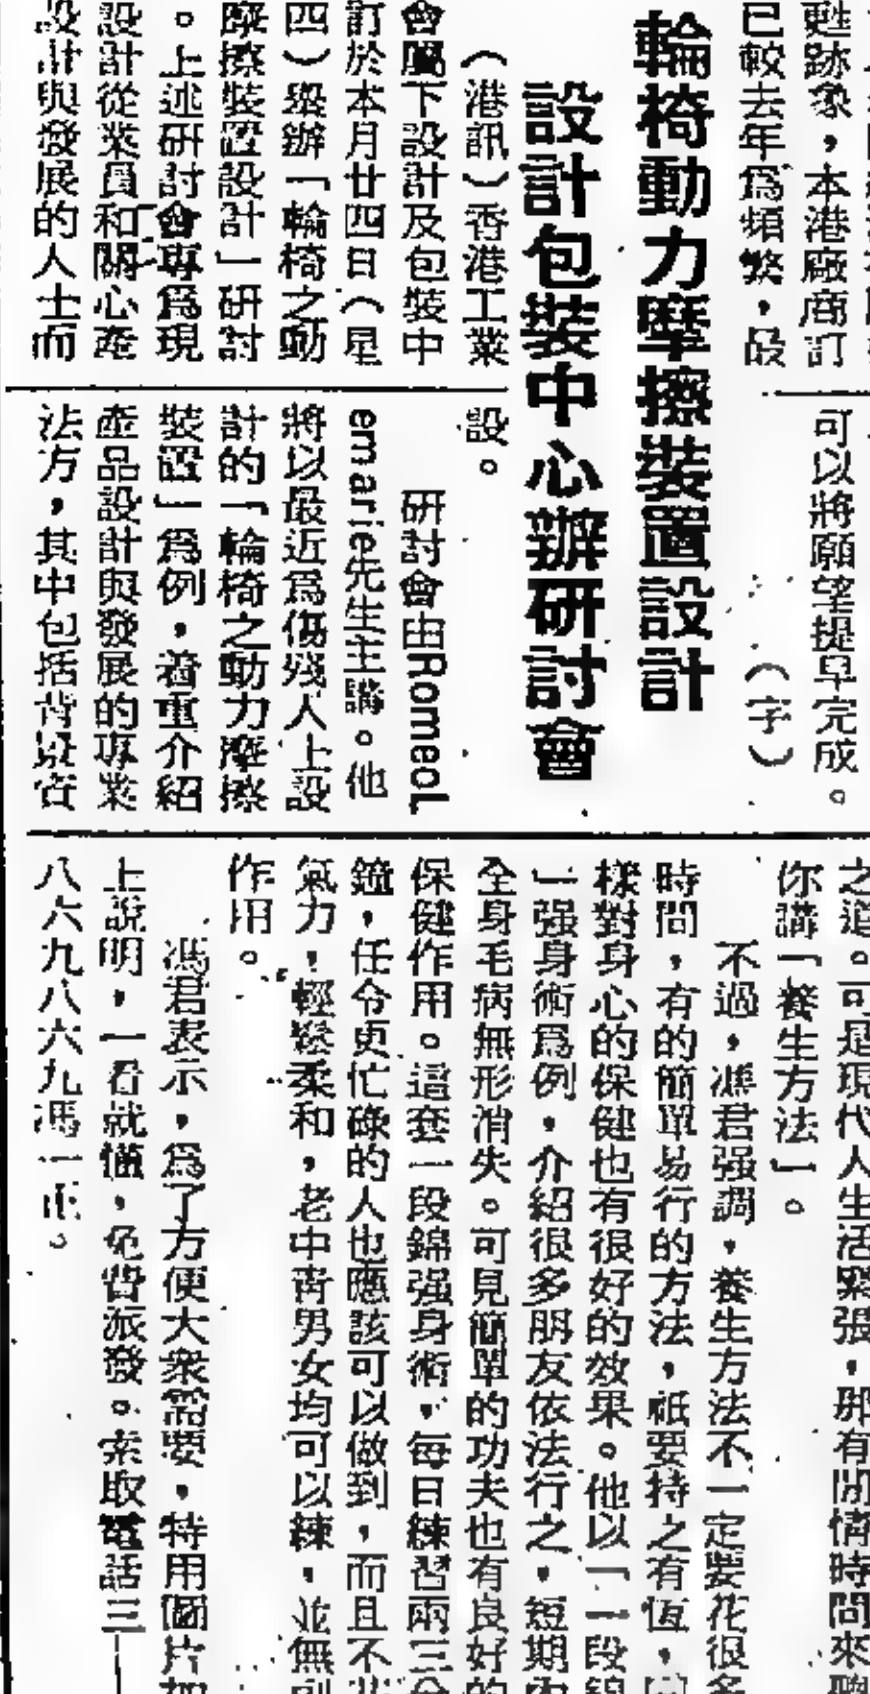 甦跡象，本港廠商訂
已較去年為頻繁，最
可以將願望提早完成。
（字）
輪椅動力摩擦裝置設計
設計包裝中心辦研討會
（港訊）香港工業
會屬下設計及包裝中
訂於本月廿四日（星
四）舉辦「輪椅之動
摩擦裝置設計」研討
。上述研討會專為現
設計從業員和關心產
設計與發展的人士而
設。
研討會由RomeoL
emarie先生主講。他
將以最近為傷殘人上設
計的「輪椅之動力摩擦
裝置」為例，着重介紹
產品設計與發展的專業
法方，其中包括背景資
之道。可是現代人生活緊張，那有閒情時間來聽
你講「養生方法」。
不過，馮君强調，養生方法不一定要花很多
時間，有的簡單易行的方法，祇要持之有恆，同
樣對身心的保健也有很好的效果。他以「一段錦
」强身術為例，介紹很多朋友依法行之，短期內
全身毛病無形消失。可見簡單的功夫也有良好的
保健作用。這套一段錦强身術，每日練習兩三分
鐘，任令更忙碌的人也應該可以做到，而且不
氣力，輕鬆柔和，老中青男女均可以練，並無副
作用。
馮君表示，為了方便大衆需要，特用圖片加
上說明，一看就懂，免費派發。索取電話三—
八六九八六九馮一正。